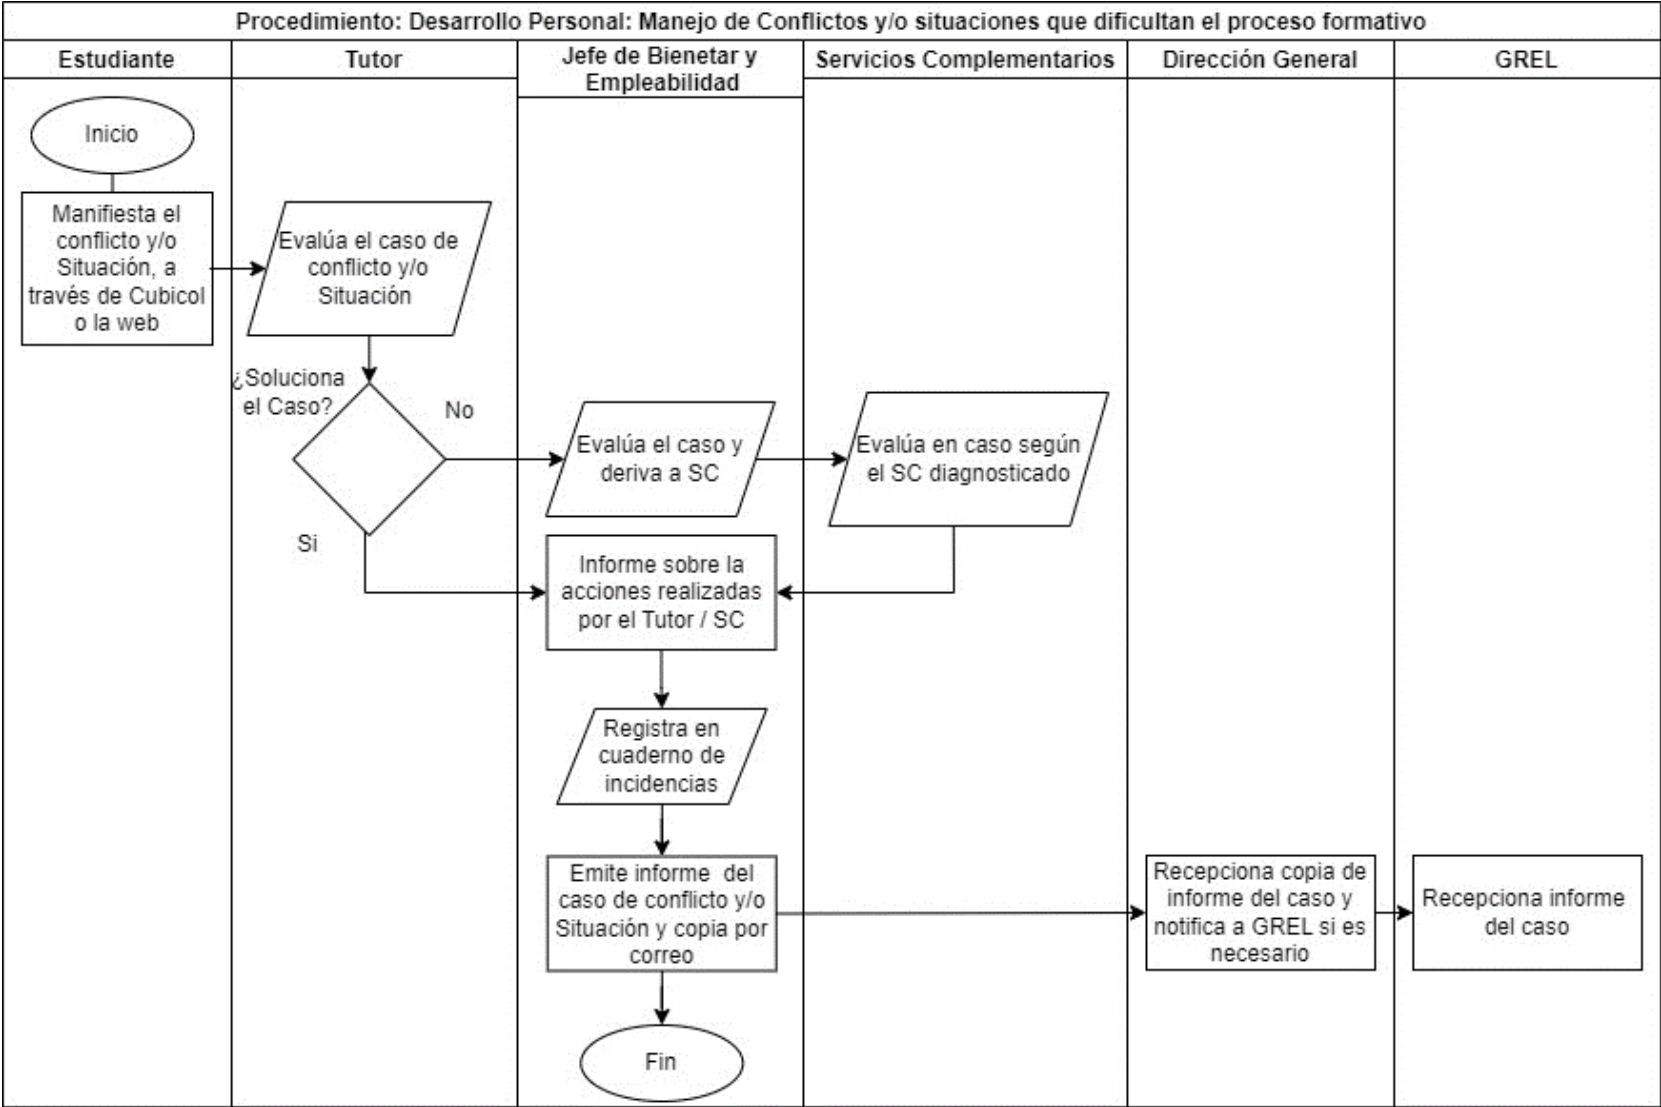 Procedimiento: Desarrollo Personal: Manejo de Conflictos y/o situaciones que dificultan el proceso formativo
Estudiante
Tutor
Jefe de Bienetar y
Empleabilidad
Servicios Complementarios
Dirección General
GREL
Inicio
Manifiesta el
conflicto y/o
Situación, a
través de Cubicol
o la web
Evalúa el caso de
conflicto y/o
Situación
¿Soluciona
el Caso?
No
Si
Evalúa el caso y
deriva a SC
Evalúa en caso según
el SC diagnosticado
Informe sobre la
acciones realizadas
por el Tutor / SC
Registra en
cuaderno de
incidencias
Emite informe del
caso de conflicto y/o
Situación y copia por
correo
Recepciona copia de
informe del caso y
notifica a GREL si es
necesario
Recepciona informe
del caso
Fin